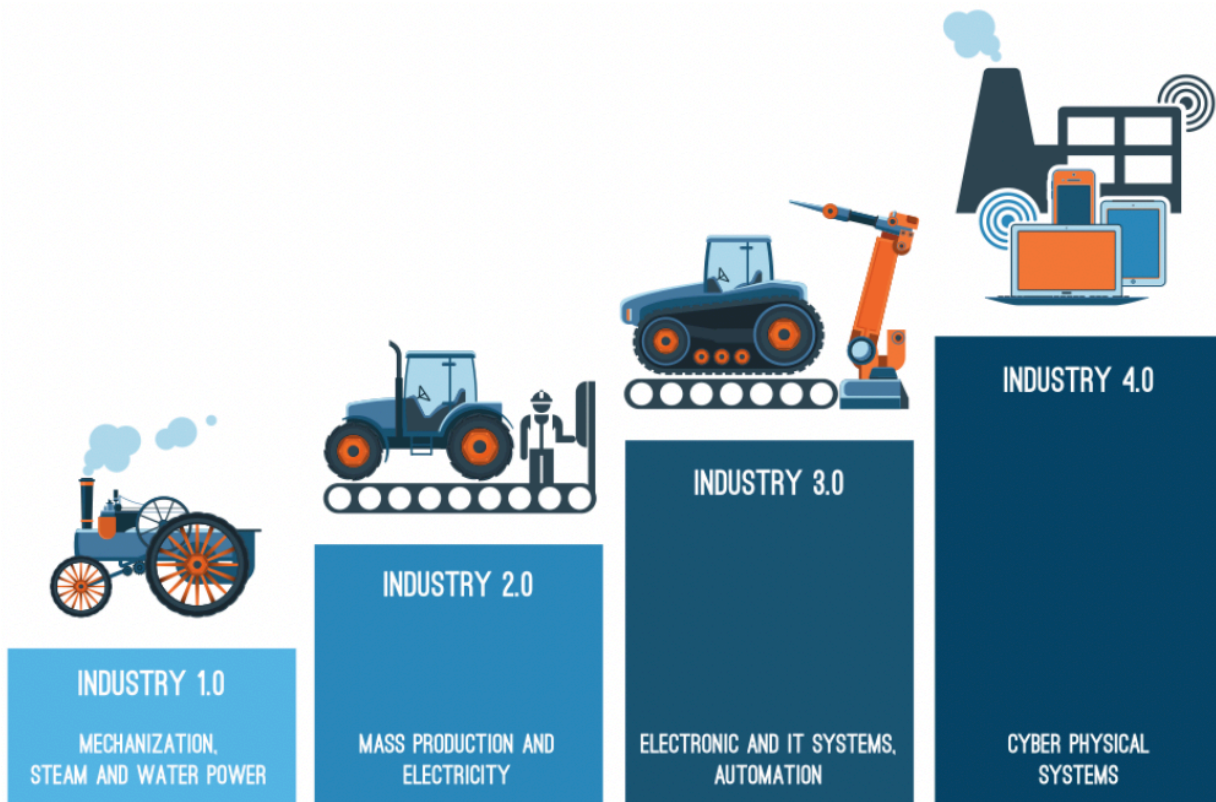 INDUSTRY 1.0
MECHANIZATION,
STEAM AND WATER POWER
INDUSTRY 2.0
MASS PRODUCTION AND
ELECTRICITY
INDUSTRY 3.0
ELECTRONIC AND IT SYSTEMS,
AUTOMATION
INDUSTRY 4.0
CYBER PHYSICAL
SYSTEMS